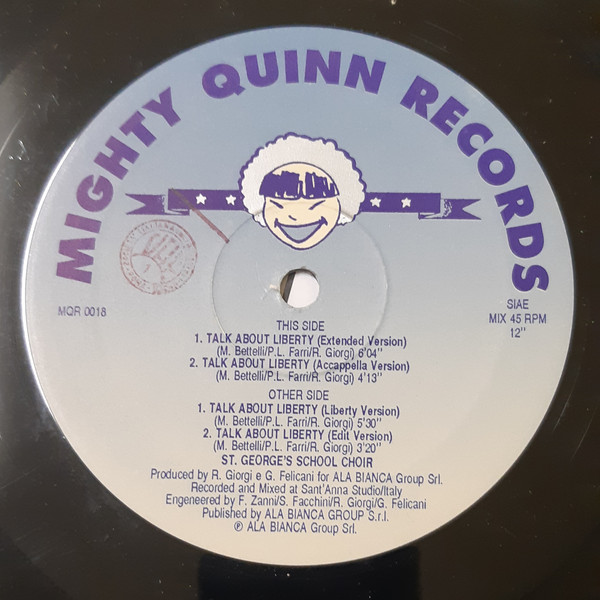 MIGHTY QUINN RECORDS
MQR 0018
SIAE
MIX 45 RPM
12"
THIS SIDE
1. TALK ABOUT LIBERTY (Extended Version)
(M. Bettelli/P.L. Farri/R. Giorgi) 6'04"
2. TALK ABOUT LIBERTY (Accappella Version)
(M. Bettelli/P.L. Farri/R. Giorgi) 4'13"
OTHER SIDE
1. TALK ABOUT LIBERTY (Liberty Version)
(M. Bettelli/P.L. Farri/R. Giorgi) 5'30"
2. TALK ABOUT LIBERTY (Edit Version)
(M. Bettelli/P.L. Farri/R. Giorgi) 3'20"
ST. GEORGE'S SCHOOL CHOIR
Produced by R. Giorgi e G. Felicani for ALA BIANCA Group Srl.
Recorded and Mixed at Sant'Anna Studio/Italy
Engeneered by F. Zanni/S. Facchini/R. Giorgi/G. Felicani
Published by ALA BIANCA GROUP S.r.l.
℗ ALA BIANCA Group Srl.